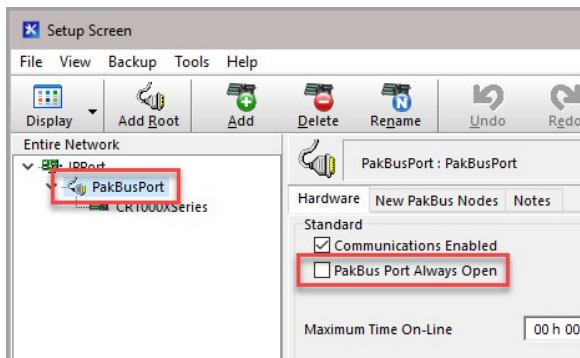 Setup Screen
File View Backup Tools Help
Display Add Root Add Delete Rename Undo Redo
Entire Network
IPPort
PakBusPort
CR1000XSeries
PakBusPort : PakBusPort
Hardware New PakBus Nodes Notes
Standard
Communications Enabled
PakBus Port Always Open
Maximum Time On-Line 00 h 00